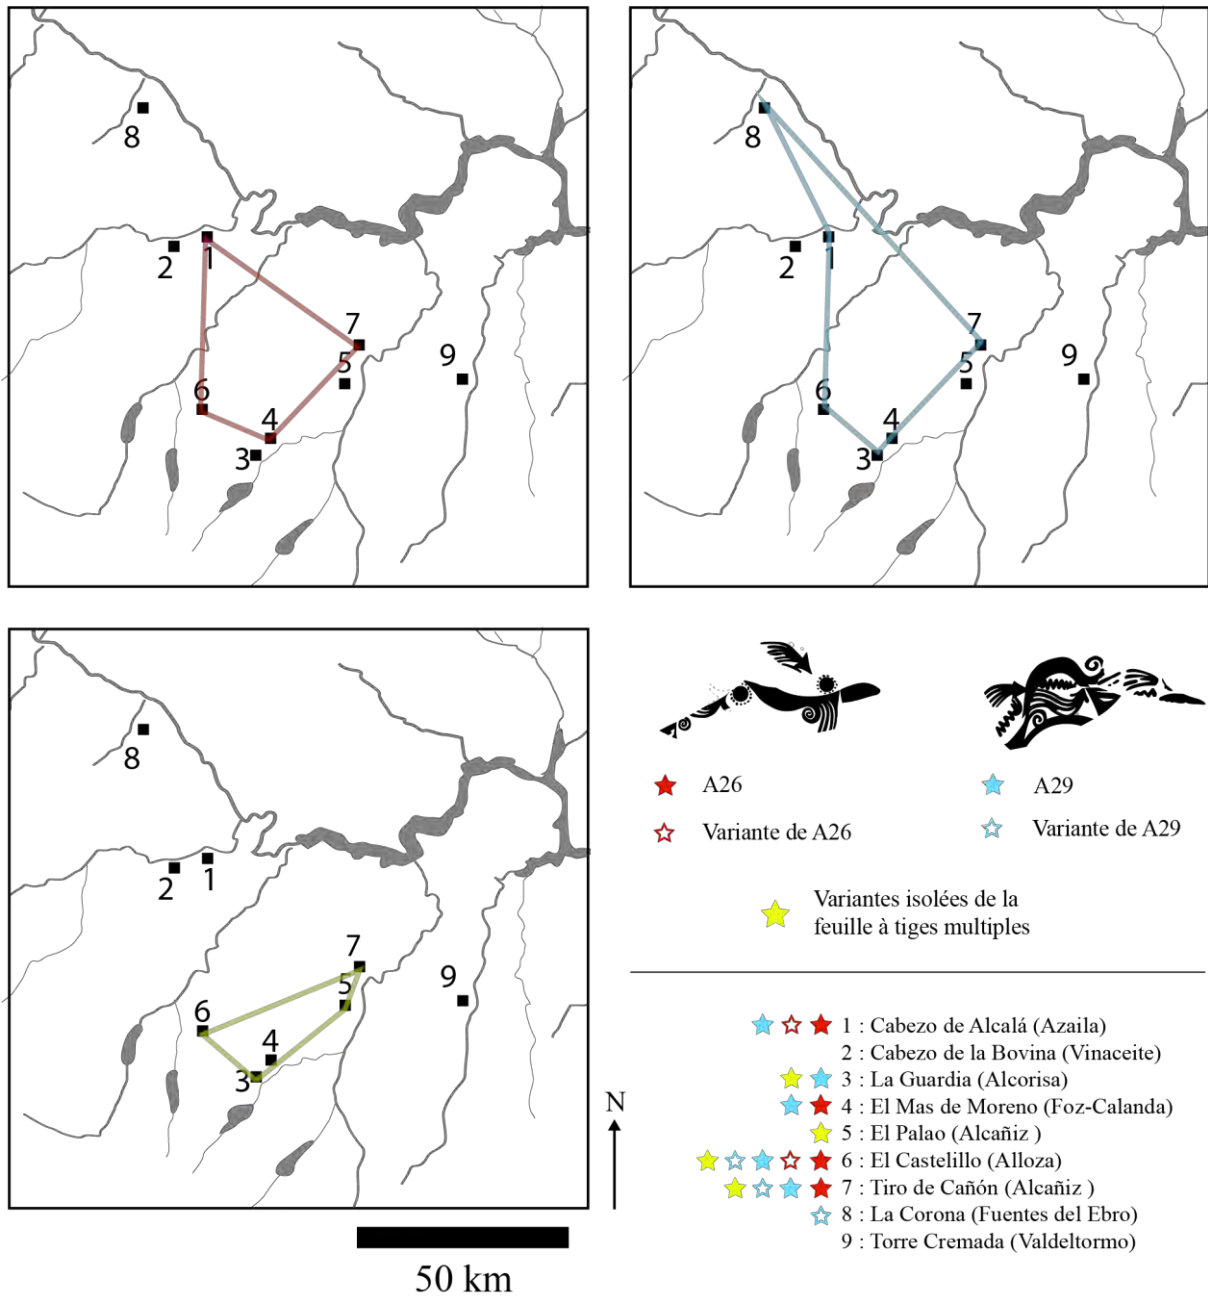 8
2
1
7
5
6
9
4
3
8
2
1
7
5
6
9
4
3
8
2
1
7
5
6
9
4
3
A26
A29
Variante de A26
Variante de A29
Variantes isolées de la
feuille à tiges multiples
1 : Cabezo de Alcalá (Azaila)
2 : Cabezo de la Bovina (Vinaceite)
3 : La Guardia (Alcorisa)
4 : El Mas de Moreno (Foz-Calanda)
5 : El Palao (Alcañiz )
6 : El Castelillo (Alloza)
7 : Tiro de Cañón (Alcañiz )
8 : La Corona (Fuentes del Ebro)
9 : Torre Cremada (Valdeltormo)
N
50 km